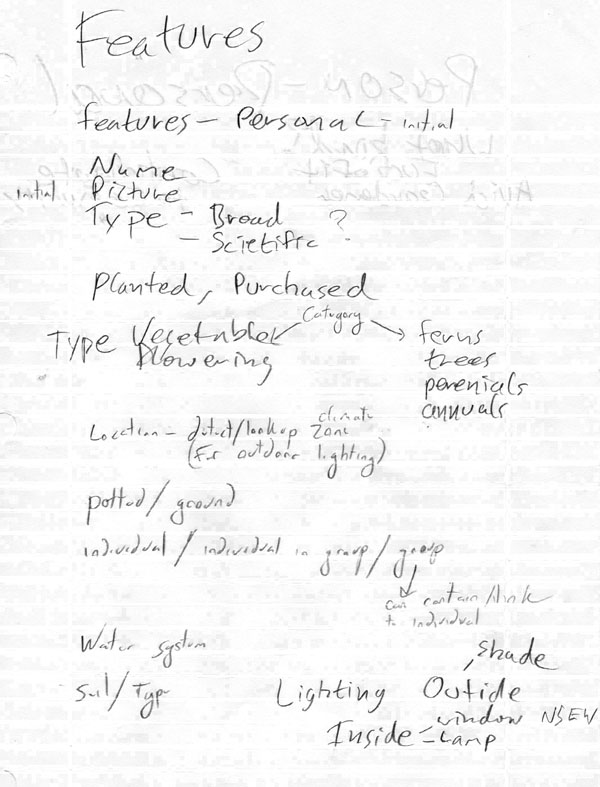 Features
features - Personal - initial
Name
initial Picture
Type - Broad ?
- Scietific
Planted, Purchased
Category
Type Vegetable ferns
Flowering trees
perenials
annuals
climate
Location - detect/lookup zone
(For outdoor lighting)
potted / ground
individual / individual in group / group
can contain/link
to individual
Water system
, shade
Soil/Type Lighting Outide
window NSEW
Inside - Lamp